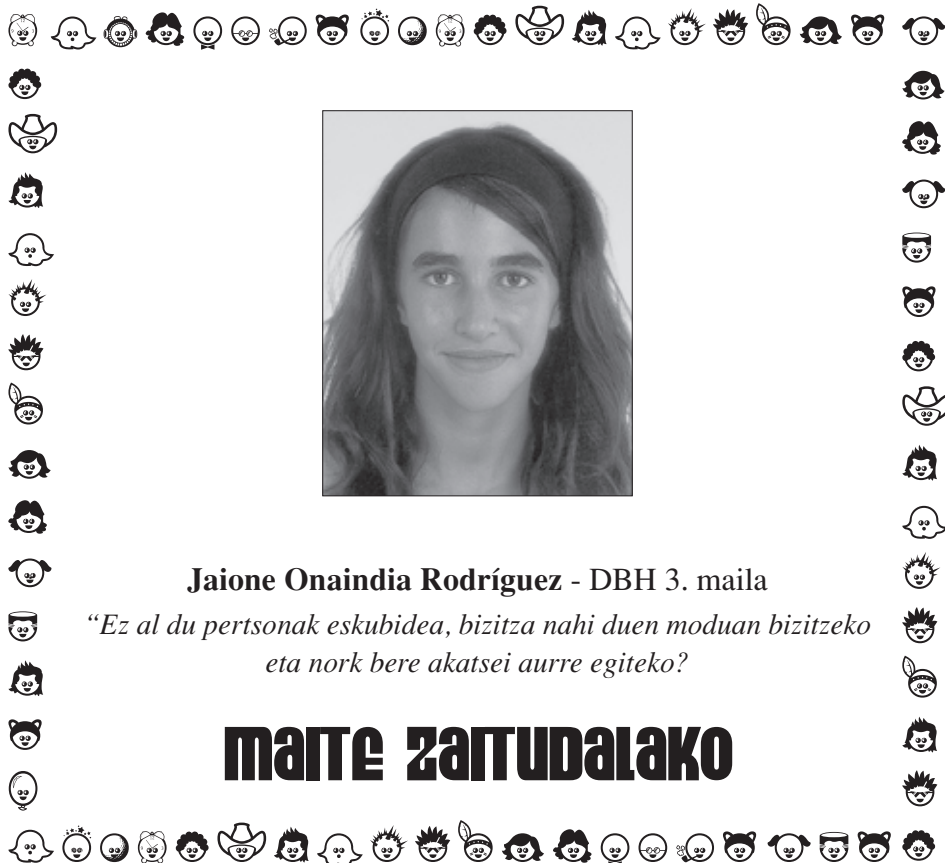 Jaione Onaindia Rodríguez - DBH 3. maila
“Ez al du pertsonak eskubidea, bizitza nahi duen moduan bizitzeko
eta nork bere akatsei aurre egiteko?
maITE ZaITUDalaKO